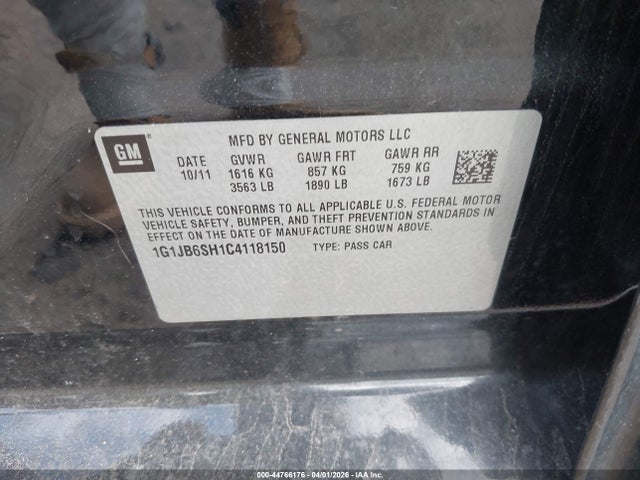 GM
MFD BY GENERAL MOTORS LLC
DATE GVWR GAWR FRT GAWR RR
10/11 1616 KG 857 KG 759 KG
3563 LB 1890 LB 1673 LB
THIS VEHICLE CONFORMS TO ALL APPLICABLE U.S. FEDERAL MOTOR
VEHICLE SAFETY, BUMPER, AND THEFT PREVENTION STANDARDS IN
EFFECT ON THE DATE OF MANUFACTURE SHOWN ABOVE.
1G1JB6SH1C4118150 TYPE: PASS CAR
000-44766176 - 04/01/2026 - IAA Inc.